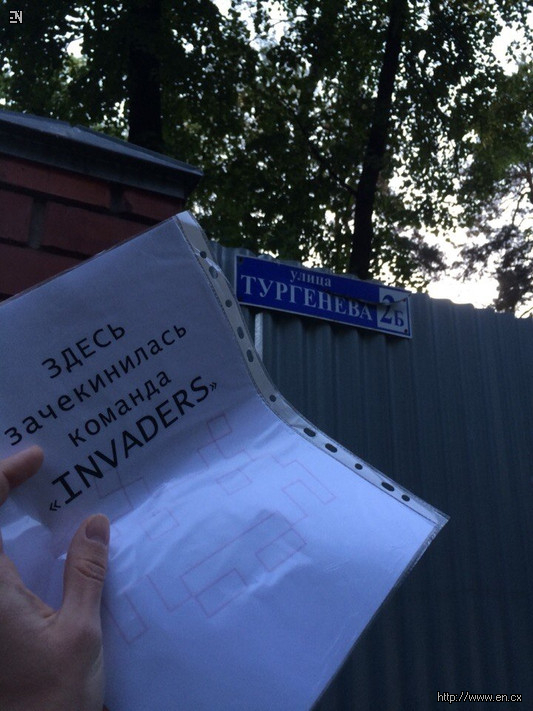 EN
улица
ТУРГЕНЕВА 2Б
ЗДЕСЬ
зачекинилась
команда
«INVADERS»
http://www.en.cx